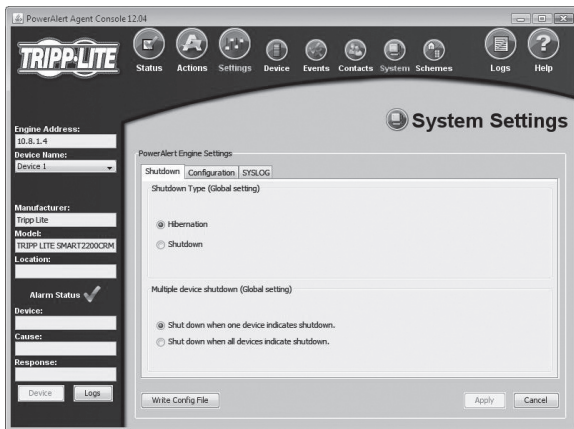 PowerAlert Agent Console 12.04
TRIPP·LITE
Status Actions Settings Device Events Contacts System Schemes Logs Help
System Settings
Engine Address:
10.8.1.4
Device Name:
Device 1
Manufacturer:
Tripp Lite
Model:
TRIPP LITE SMART2200CRM
Location:
Alarm Status
Device:
Cause:
Response:
Device Logs
PowerAlert Engine Settings
Shutdown Configuration SYSLOG
Shutdown Type (Global setting)
Hibernation
Shutdown
Multiple device shutdown (Global setting)
Shut down when one device indicates shutdown.
Shut down when all devices indicate shutdown.
Write Config File Apply Cancel